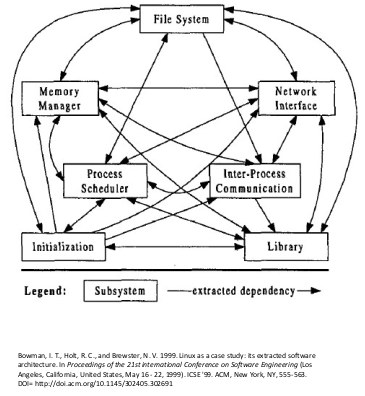 File System
Memory
Manager
Network
Interface
Process
Scheduler
Inter-Process
Communication
Initialization
Library
Legend: Subsystem extracted dependency
Bowman, I. T., Holt, R. C., and Brewster, N. V. 1999. Linux as a case study: its extracted software
architecture. In Proceedings of the 21st International Conference on Software Engineering (Los
Angeles, California, United States, May 16 - 22, 1999). ICSE '99. ACM, New York, NY, 555-563.
DOI= http://doi.acm.org/10.1145/302405.302691